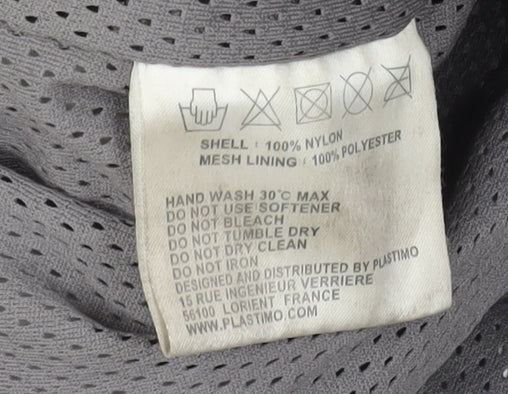 SHELL : 100% NYLON
MESH LINING : 100% POLYESTER
HAND WASH 30°C MAX
DO NOT USE SOFTENER
DO NOT BLEACH
DO NOT TUMBLE DRY
DO NOT DRY CLEAN
DO NOT IRON
DESIGNED AND DISTRIBUTED BY PLASTIMO
15 RUE INGENIEUR VERRIERE
56100 LORIENT FRANCE
WWW.PLASTIMO.COM